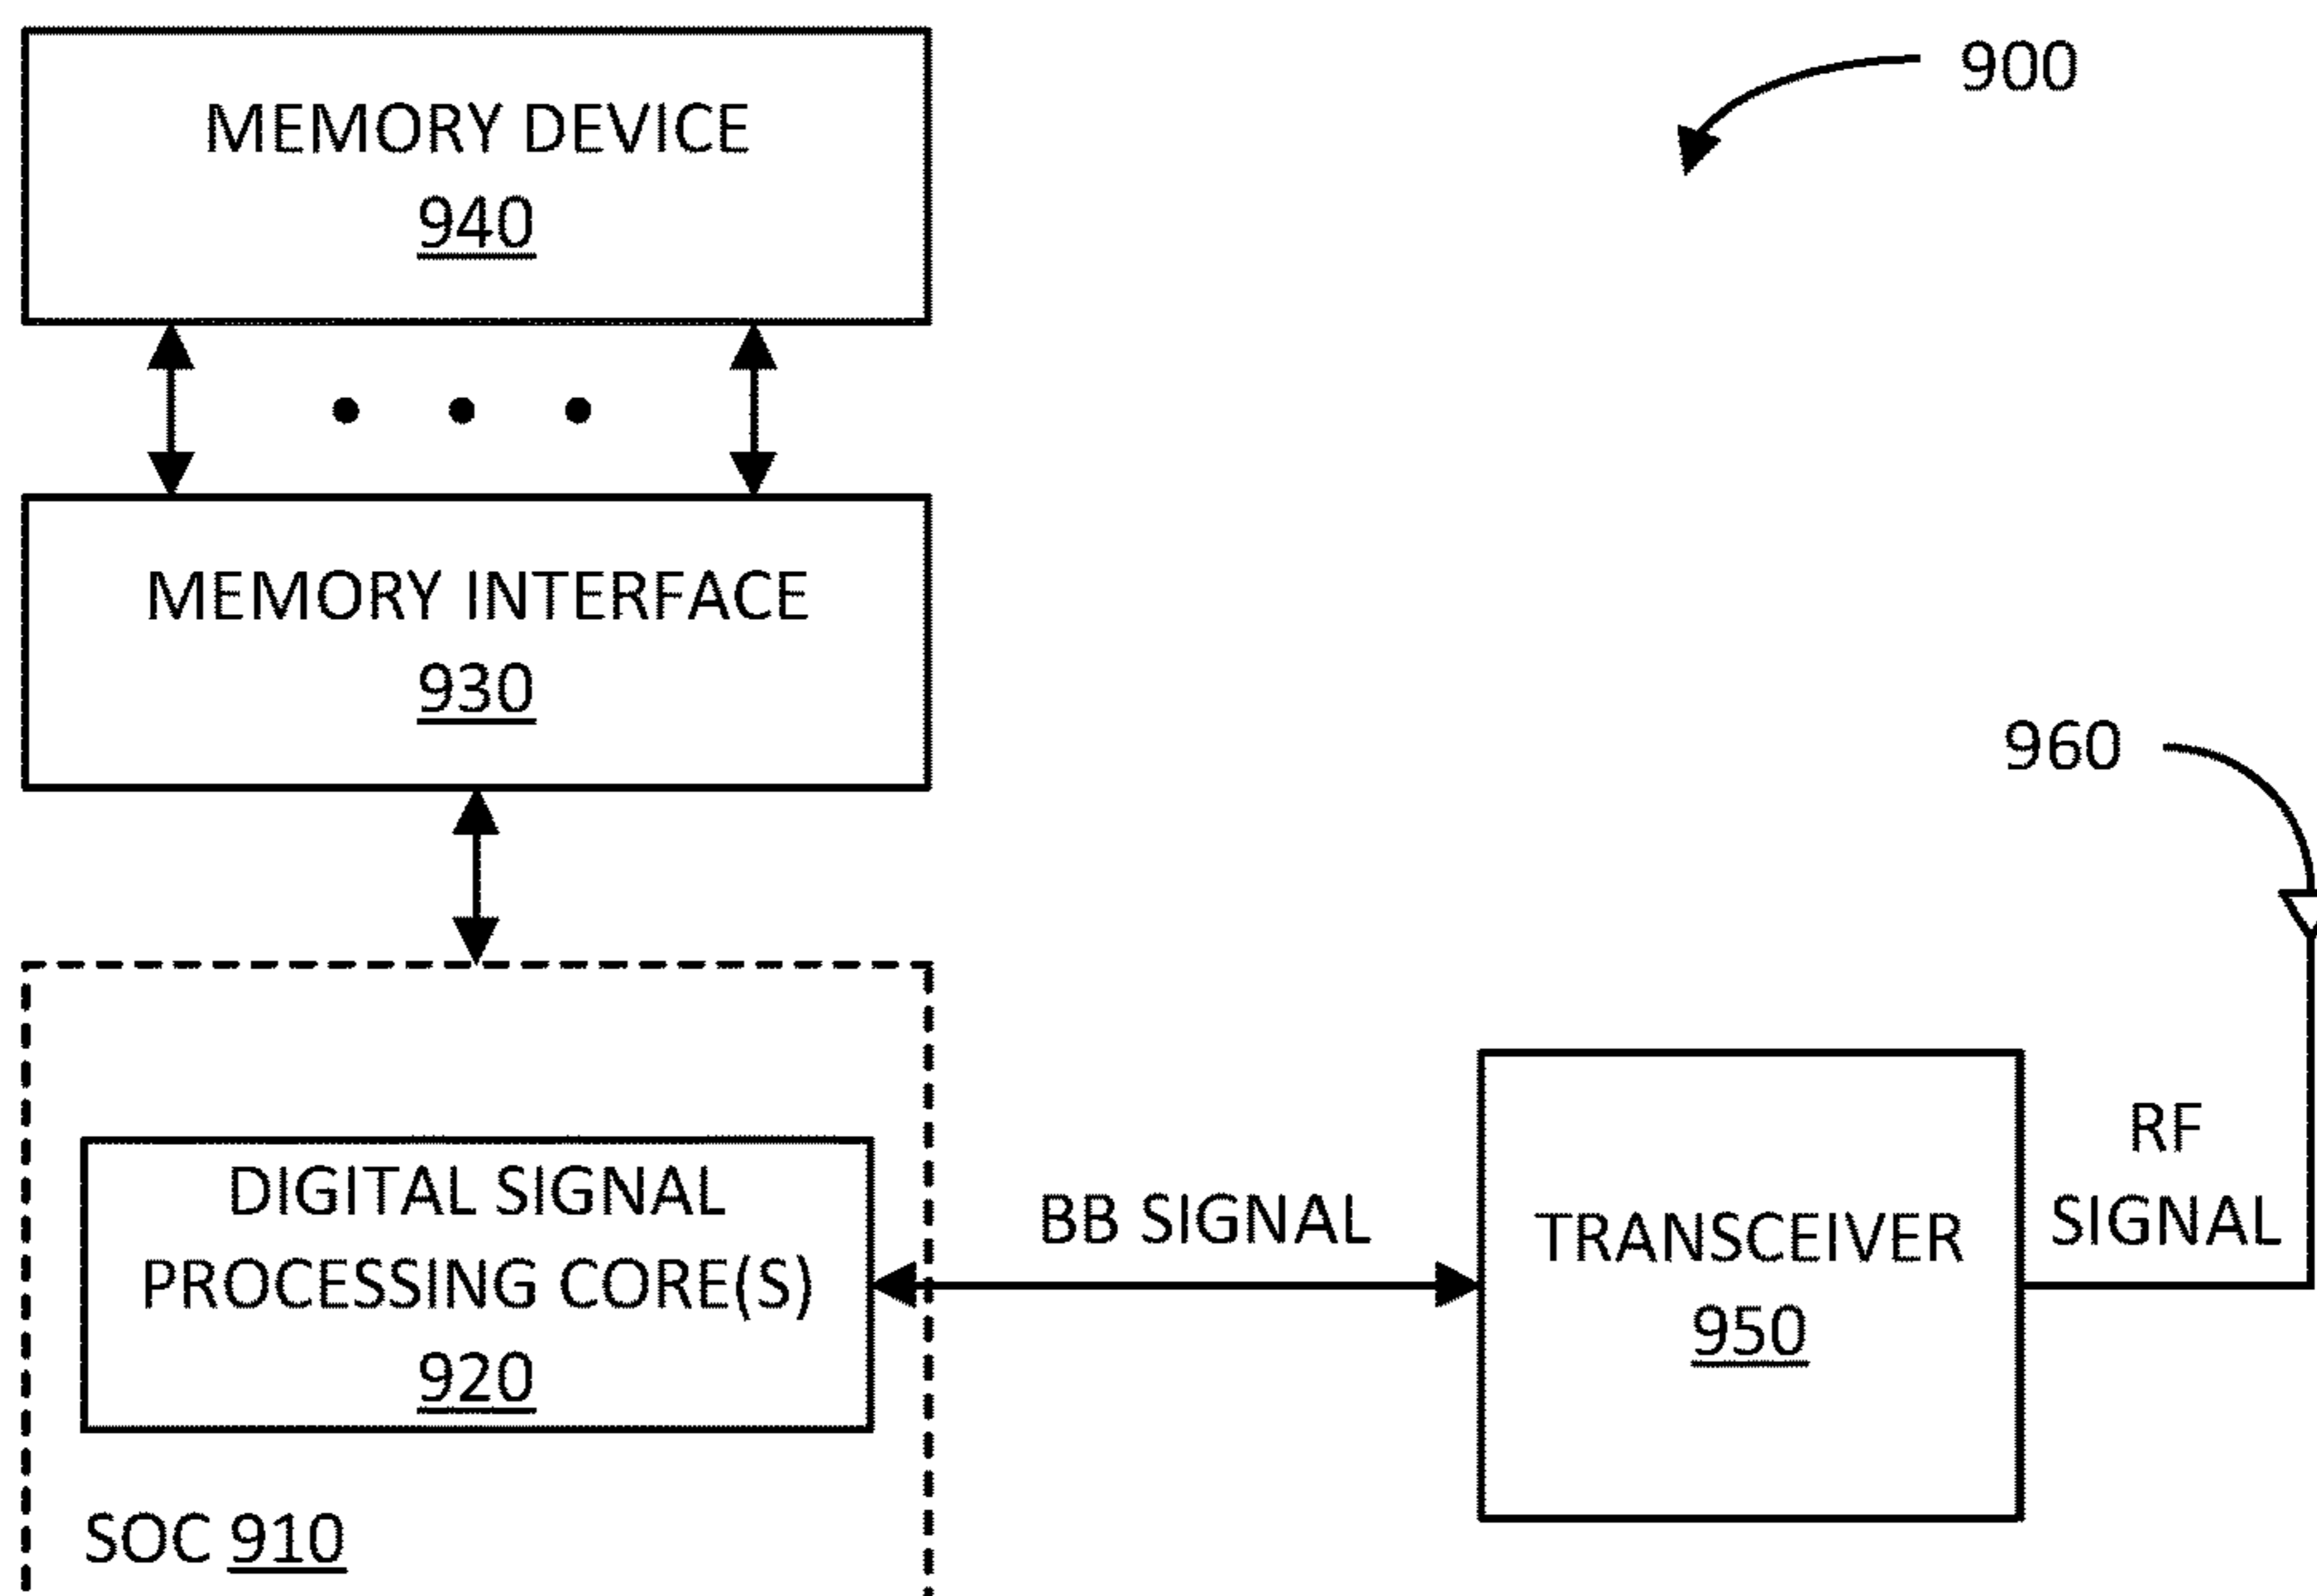 MEMORY DEVICE
940
900
MEMORY INTERFACE
930
960
DIGITAL SIGNAL
PROCESSING CORE(S)
920
SOC 910
BB SIGNAL
TRANSCEIVER
950
RF
SIGNAL